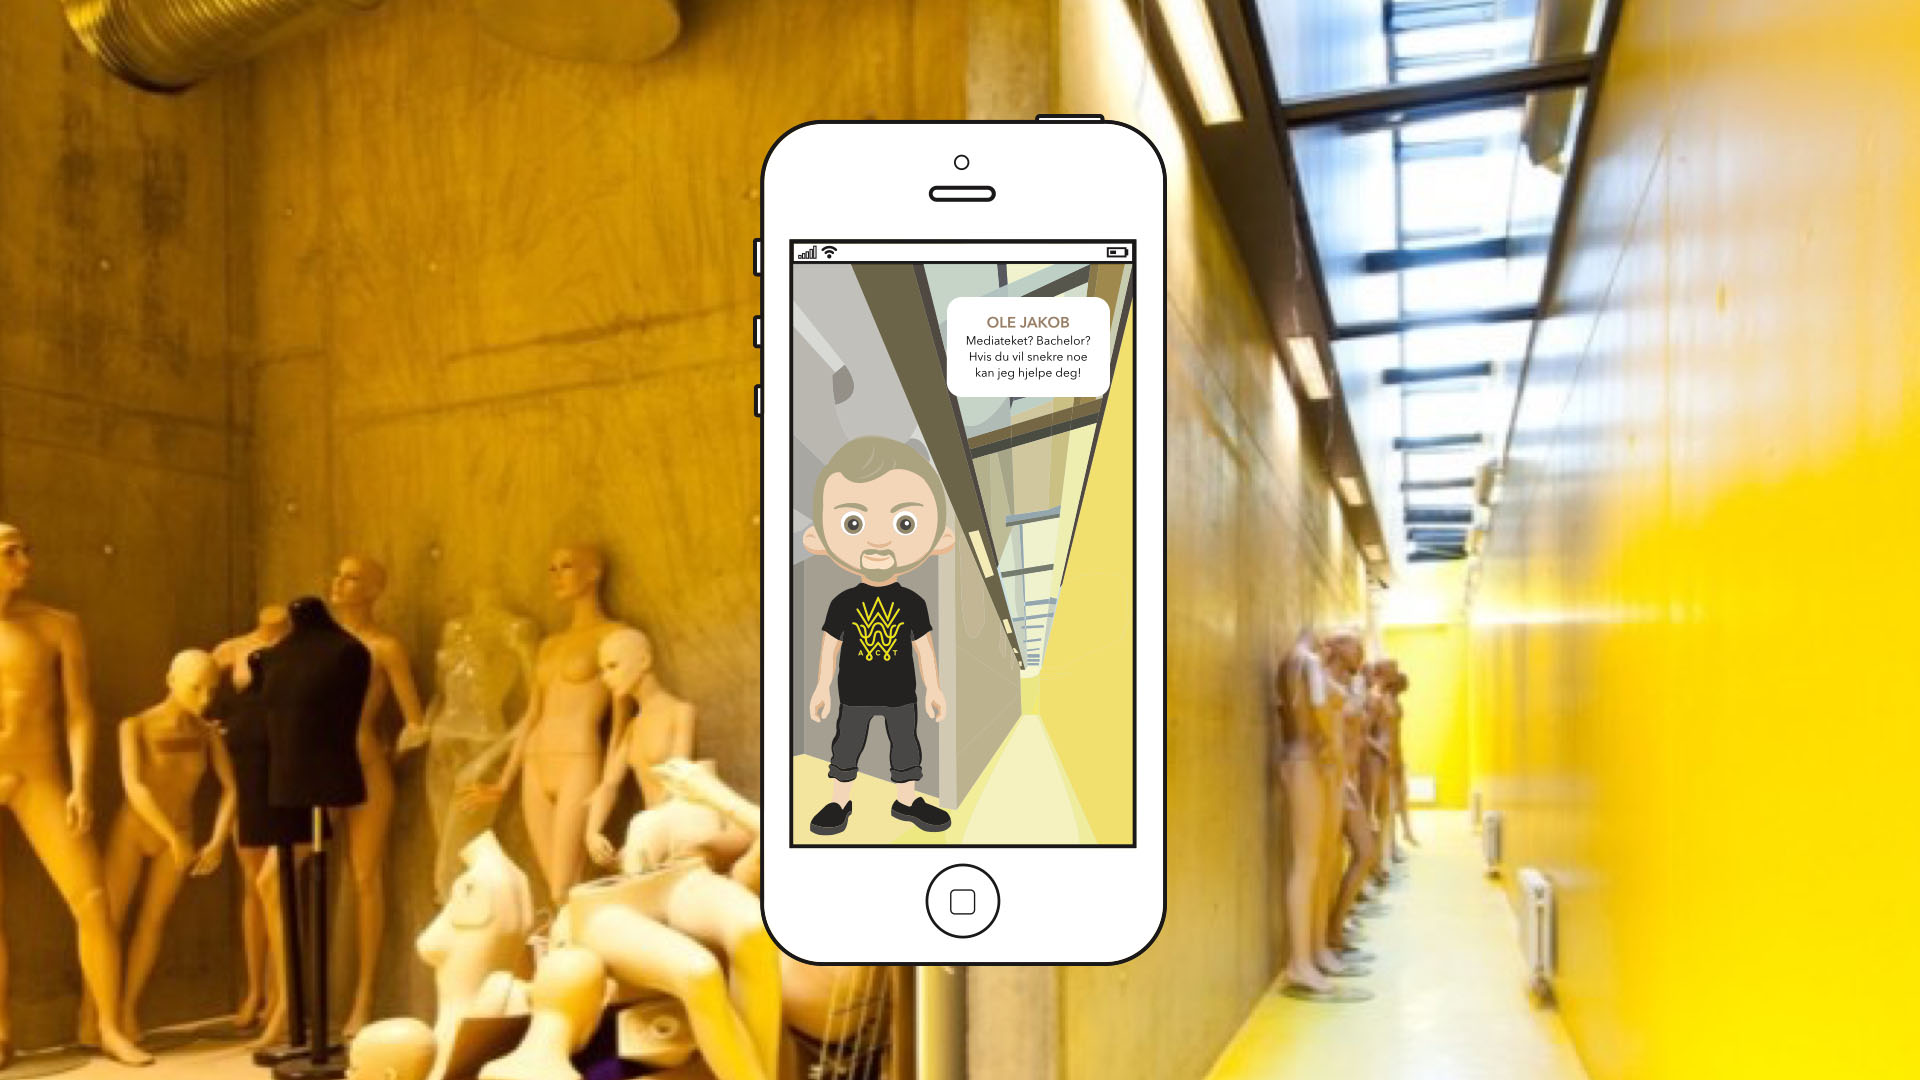 OLE JAKOB
Mediateket? Bachelor?
Hvis du vil snekre noe
kan jeg hjelpe deg!
A C T